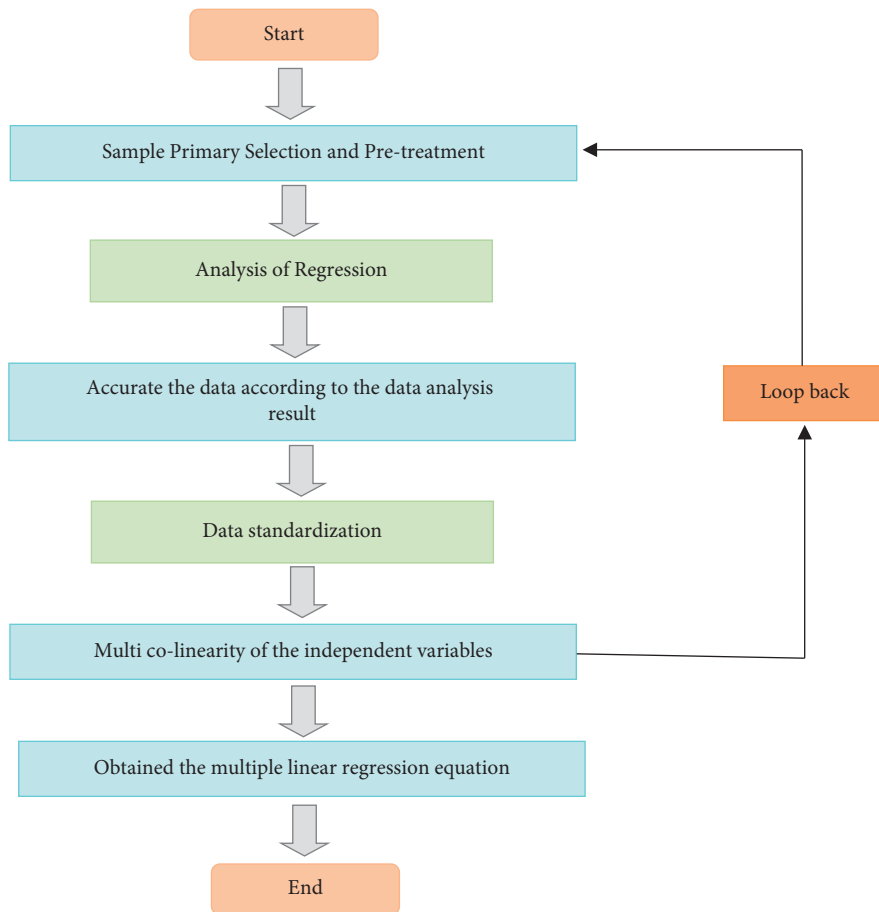 Start
Sample Primary Selection and Pre-treatment
Analysis of Regression
Accurate the data according to the data analysis
result
Loop back
Data standardization
Multi co-linearity of the independent variables
Obtained the multiple linear regression equation
End